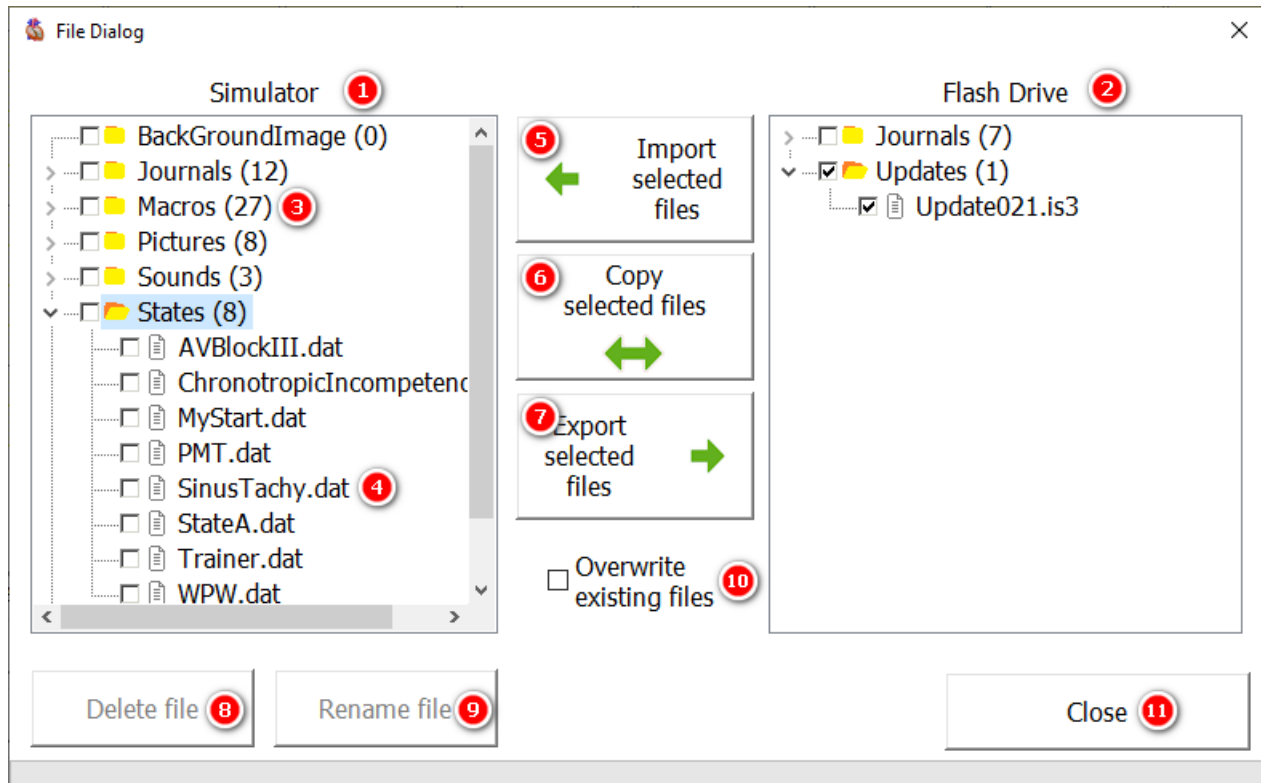 File Dialog
Simulator 1
Flash Drive 2
BackGroundImage (0)
Journals (12)
Macros (27) 3
Pictures (8)
Sounds (3)
States (8)
AVBlockIII.dat
ChronotropicIncompetenc
MyStart.dat
PMT.dat
SinusTachy.dat 4
StateA.dat
Trainer.dat
WPW.dat
5 Import
selected
files
6 Copy
selected files
7 Export
selected
files
Overwrite
existing files 10
Journals (7)
Updates (1)
Update021.is3
Delete file 8
Rename file 9
Close 11